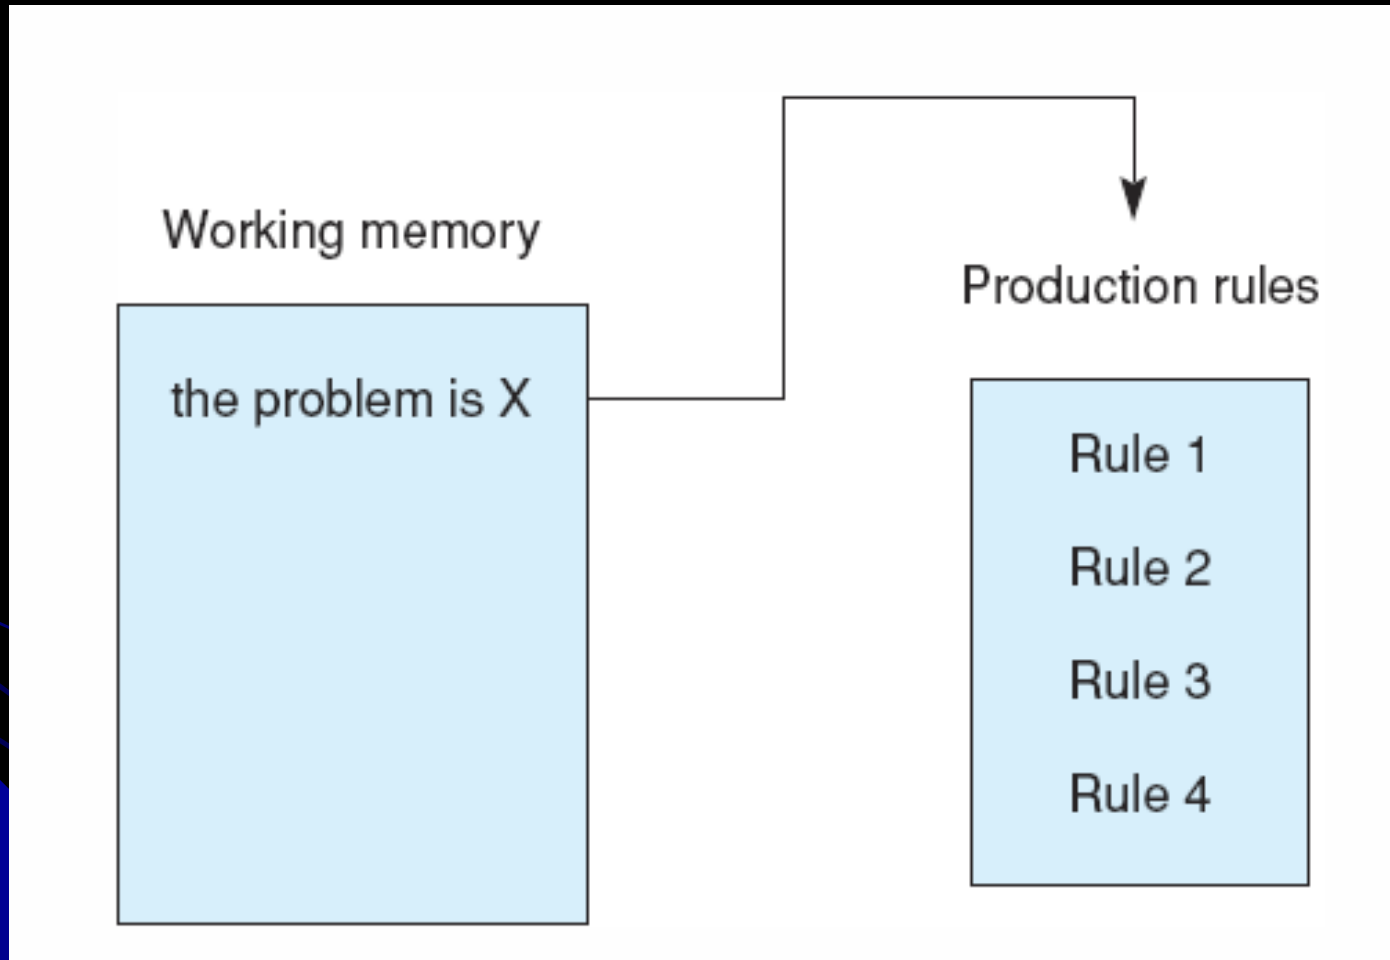 Working memory
the problem is X
Production rules
Rule 1
Rule 2
Rule 3
Rule 4